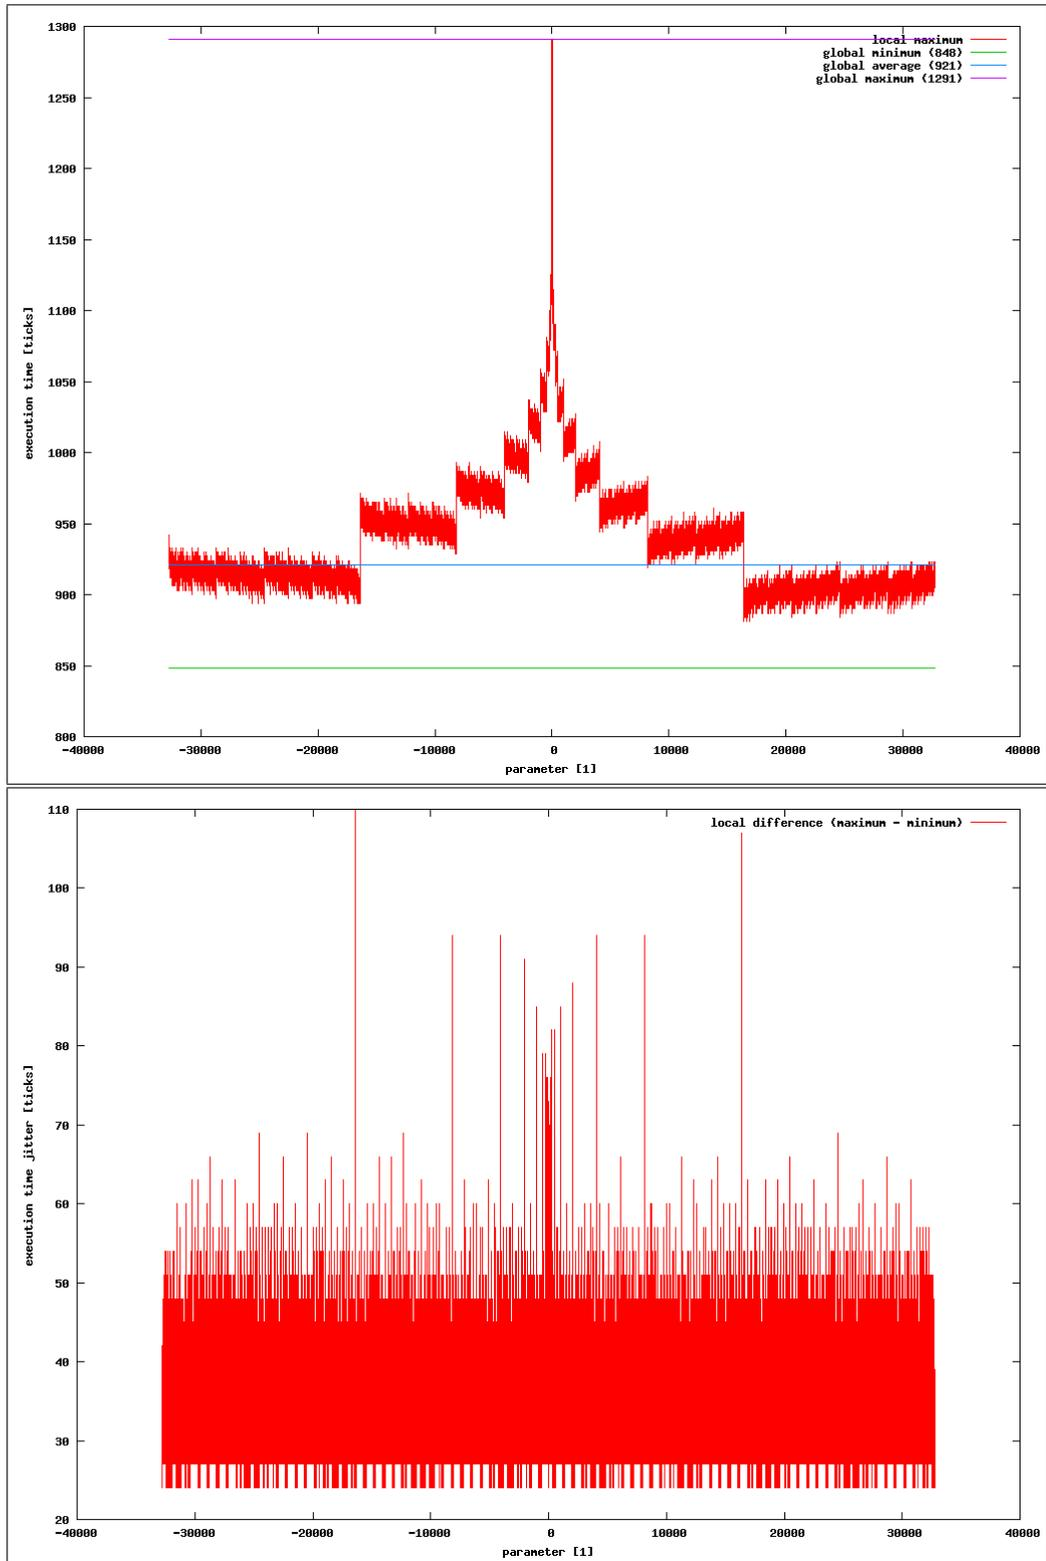 1300
1250
1200
1150
1100
1050
1000
950
900
850
800
execution time [ticks]
local maximum
global minimum (848)
global average (921)
global maximum (1291)
-40000 -30000 -20000 -10000 0 10000 20000 30000 40000
parameter [1]
110
100
90
80
70
60
50
40
30
20
execution time jitter [ticks]
local difference (maximum - minimum)
-40000 -30000 -20000 -10000 0 10000 20000 30000 40000
parameter [1]